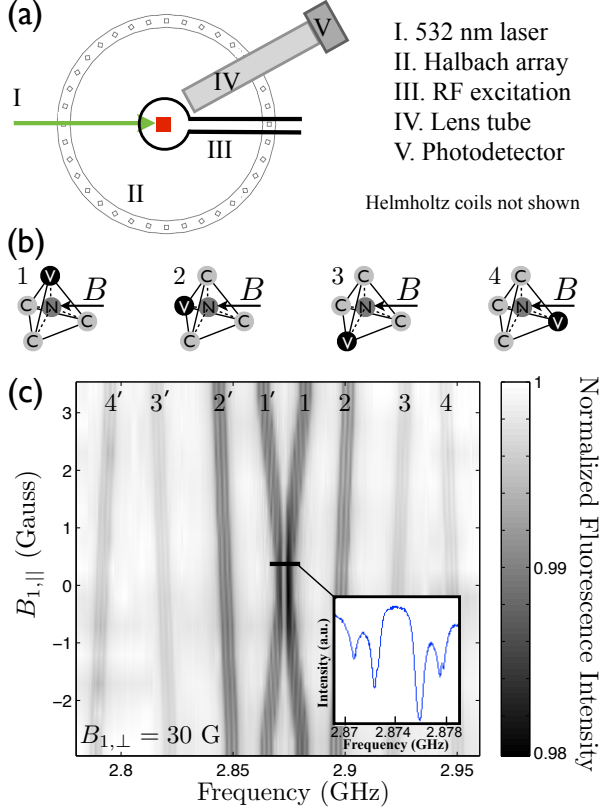 (a)
I
II
III
IV
V
I. 532 nm laser
II. Halbach array
III. RF excitation
IV. Lens tube
V. Photodetector
Helmholtz coils not shown
(b)
1 V N C C C B
2 C N V C C B
3 C N C C V B
4 C N C V C B
(c)
4′ 3′ 2′ 1′ 1 2 3 4
B1,|| (Gauss)
3
2
1
0
−1
−2
B1,⊥ = 30 G
2.8 2.85 2.9 2.95
Frequency (GHz)
Intensity (a.u.)
2.87 2.874 2.878
Frequency (GHz)
1
0.99
0.98
Normalized Fluorescence Intensity